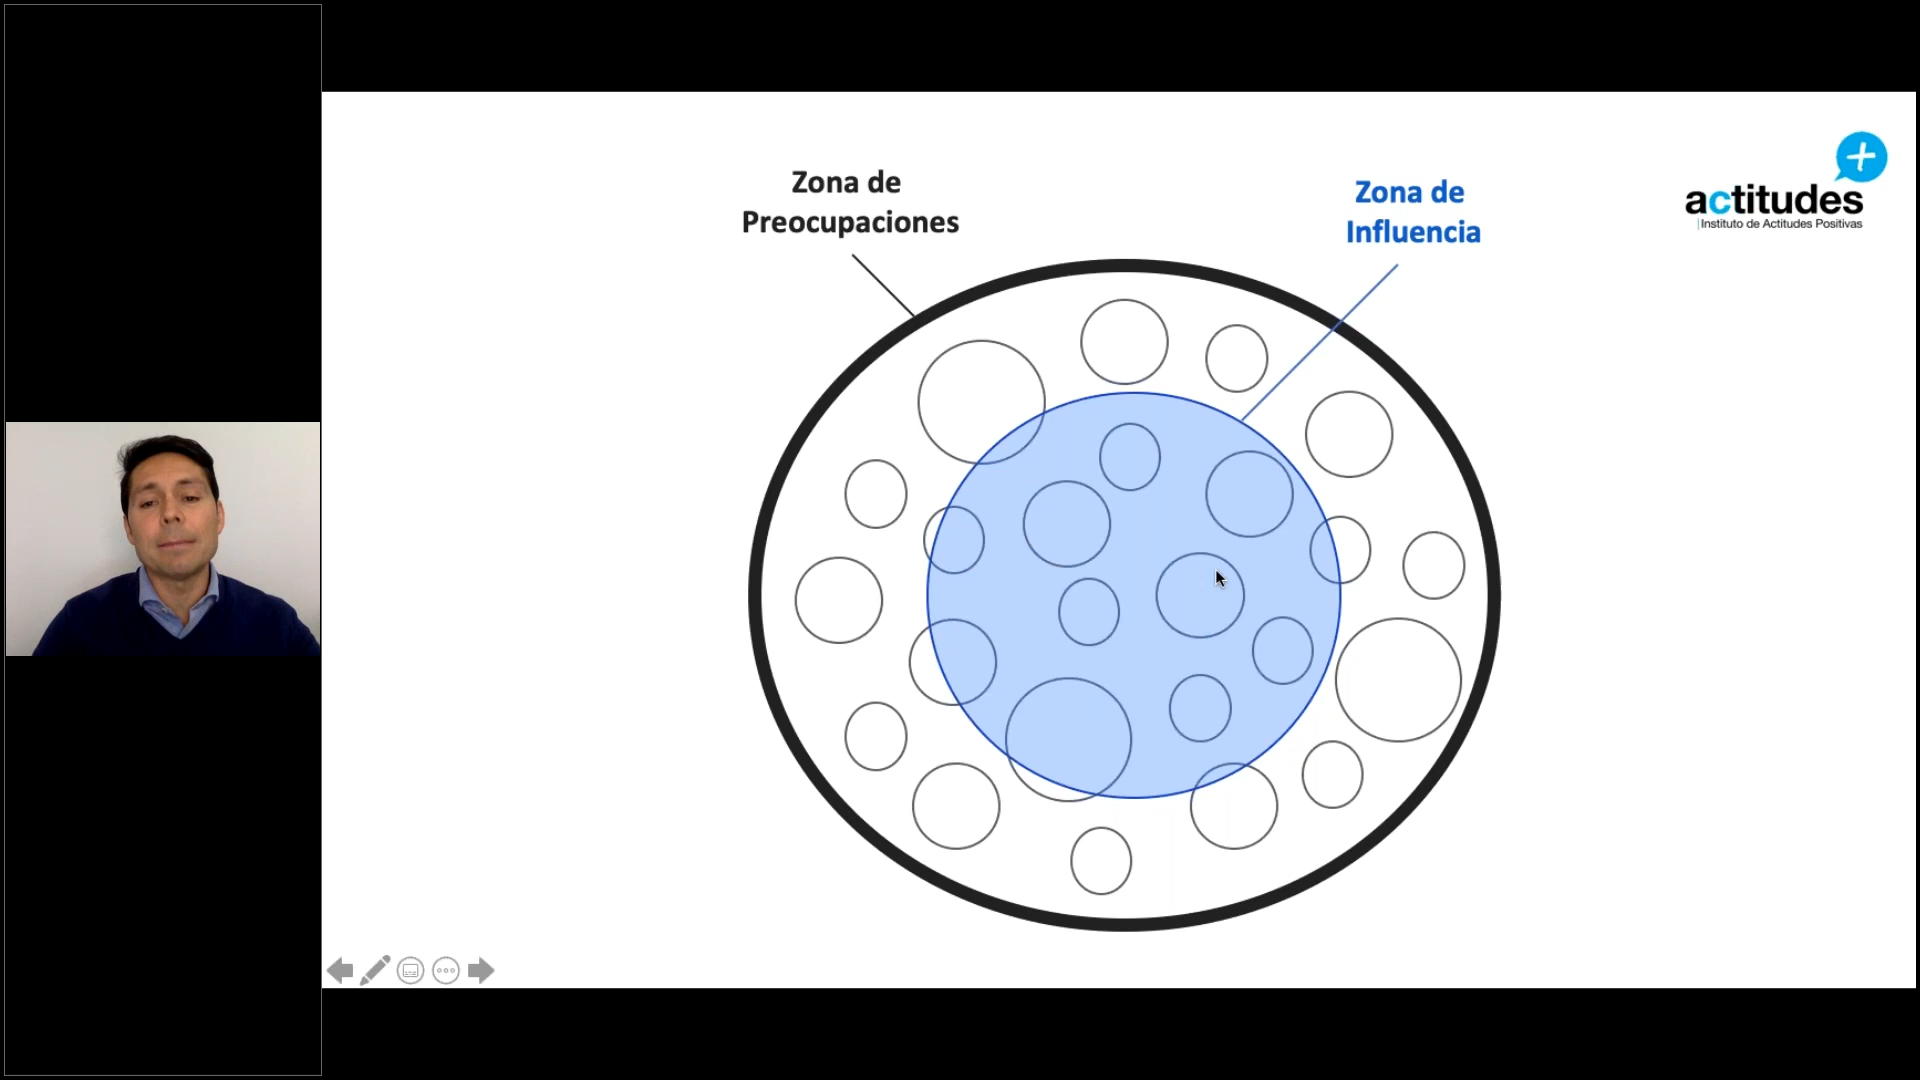 Zona de
Preocupaciones
Zona de
Influencia
actitudes
Instituto de Actitudes Positivas